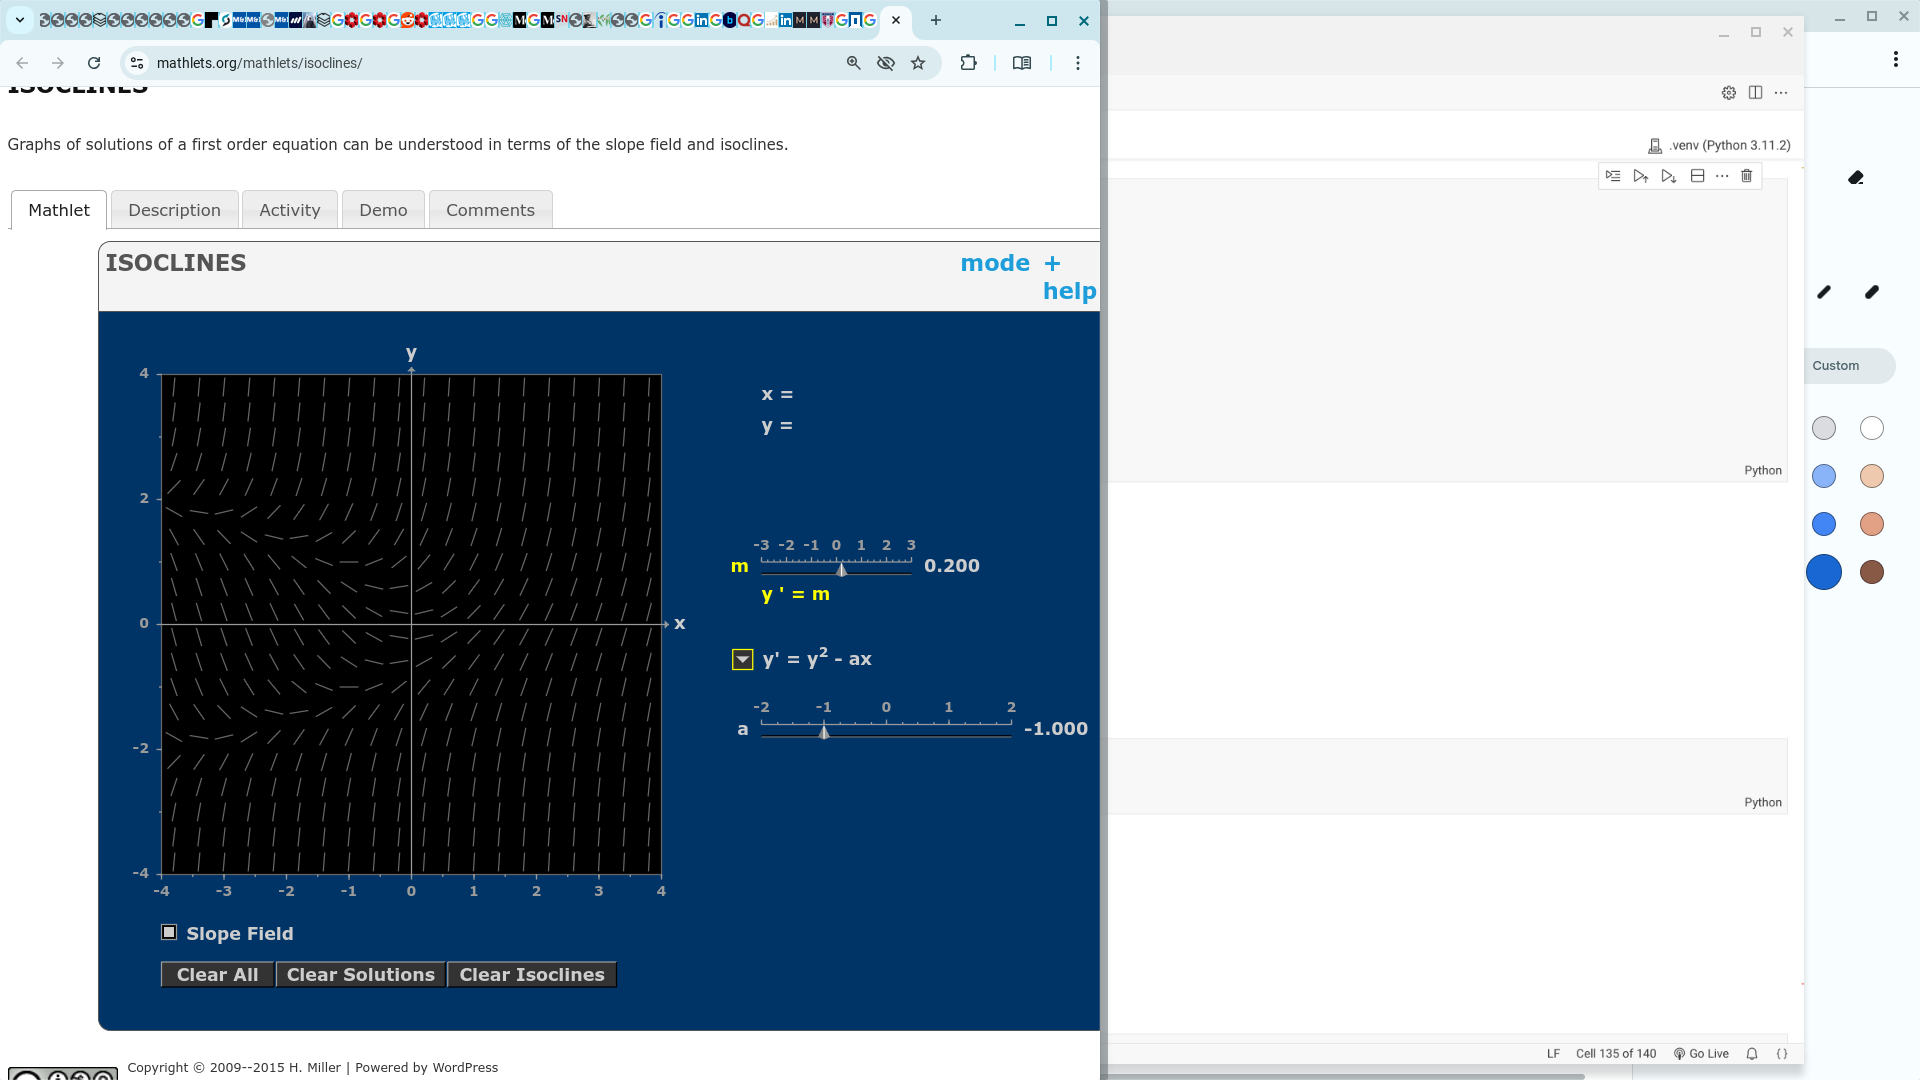 mathlets.org/mathlets/isoclines/
ISOCLINES
Graphs of solutions of a first order equation can be understood in terms of the slope field and isoclines.
Mathlet Description Activity Demo Comments
ISOCLINES
mode + help
y
4
2
0
-2
-4
-4 -3 -2 -1 0 1 2 3 4
x
x =
y =
-3 -2 -1 0 1 2 3
m 0.200
y ' = m
y' = y² - ax
-2 -1 0 1 2
a -1.000
Slope Field
Clear All Clear Solutions Clear Isoclines
Copyright © 2009--2015 H. Miller | Powered by WordPress
.venv (Python 3.11.2)
Python
Python
LF Cell 135 of 140 Go Live
Custom